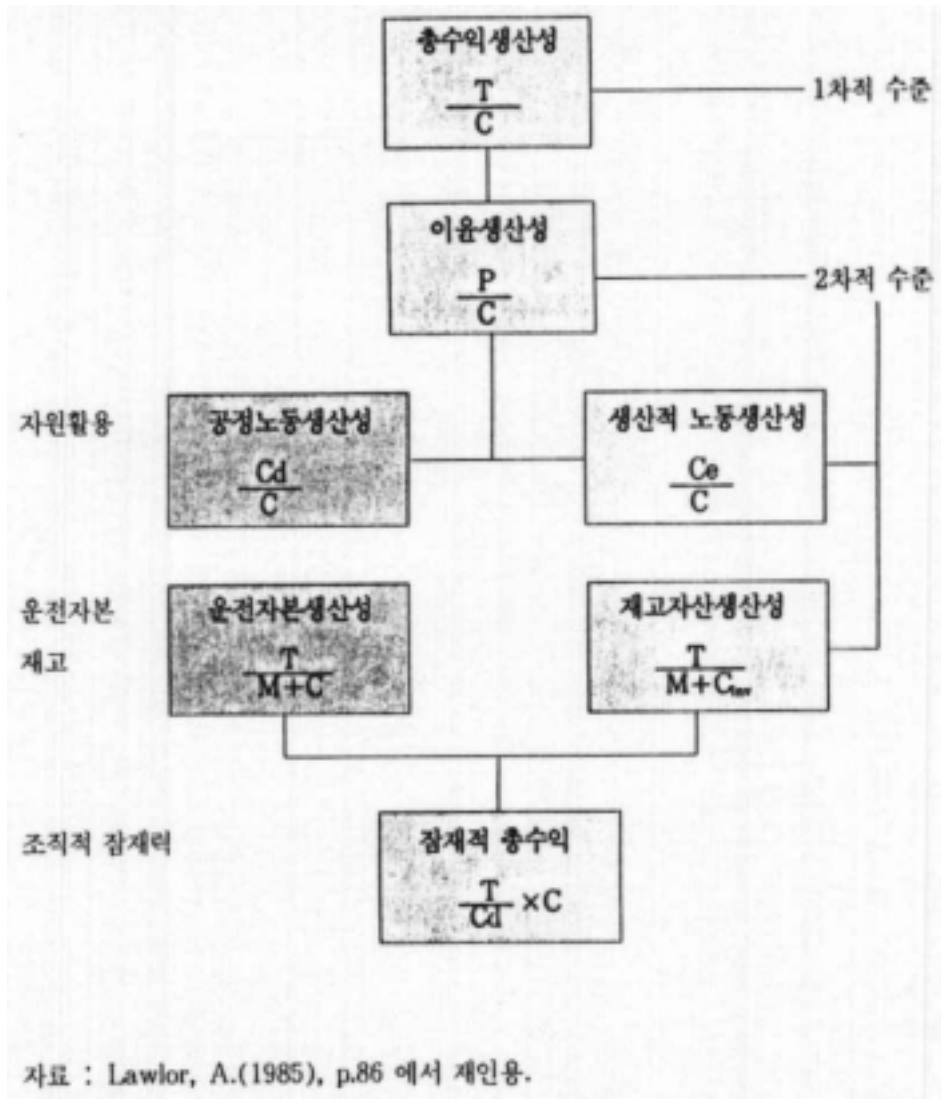 총수익생산성
T
C
1차적 수준
이윤생산성
P
C
2차적 수준
자원활용
공정노동생산성
Cd
C
생산적 노동생산성
Ce
C
운전자본
재고
운전자본생산성
T
M+C
재고자산생산성
T
M+Cinv
조직적 잠재력
잠재적 총수익
T
Cd
×C
자료 : Lawlor, A.(1985), p.86 에서 재인용.